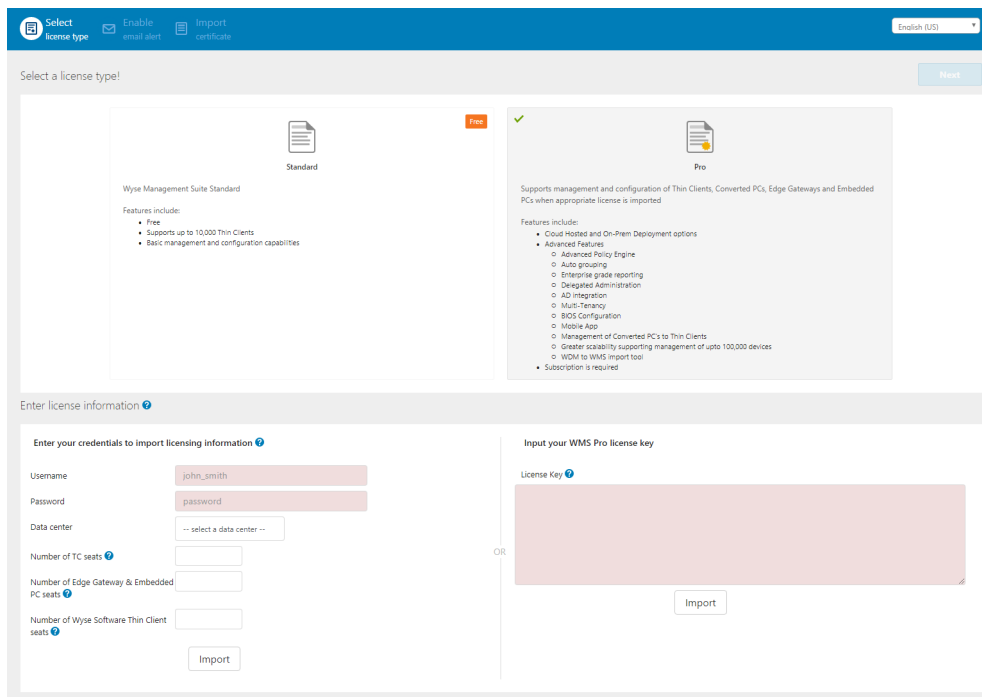 Select
license type
Enable
email alert
Import
certificate
English (US)
Select a license type!
Next
Free
Standard
Wyse Management Suite Standard
Features include:
• Free
• Supports up to 10,000 Thin Clients
• Basic management and configuration capabilities
Pro
Supports management and configuration of Thin Clients, Converted PCs, Edge Gateways and Embedded
PCs when appropriate license is imported
Features include:
• Cloud Hosted and On-Prem Deployment options
• Advanced Features
○ Advanced Policy Engine
○ Auto grouping
○ Enterprise grade reporting
○ Delegated Administration
○ AD Integration
○ Multi-Tenancy
○ BIOS Configuration
○ Mobile App
○ Management of Converted PC's to Thin Clients
○ Greater scalability supporting management of upto 100,000 devices
○ WDM to WMS import tool
• Subscription is required
Enter license information ?
Enter your credentials to import licensing information ?
Username
john_smith
Password
password
Data center
-- select a data center --
Number of TC seats ?
Number of Edge Gateway & Embedded
PC seats ?
Number of Wyse Software Thin Client
seats ?
Import
OR
Input your WMS Pro license key
License Key ?
Import